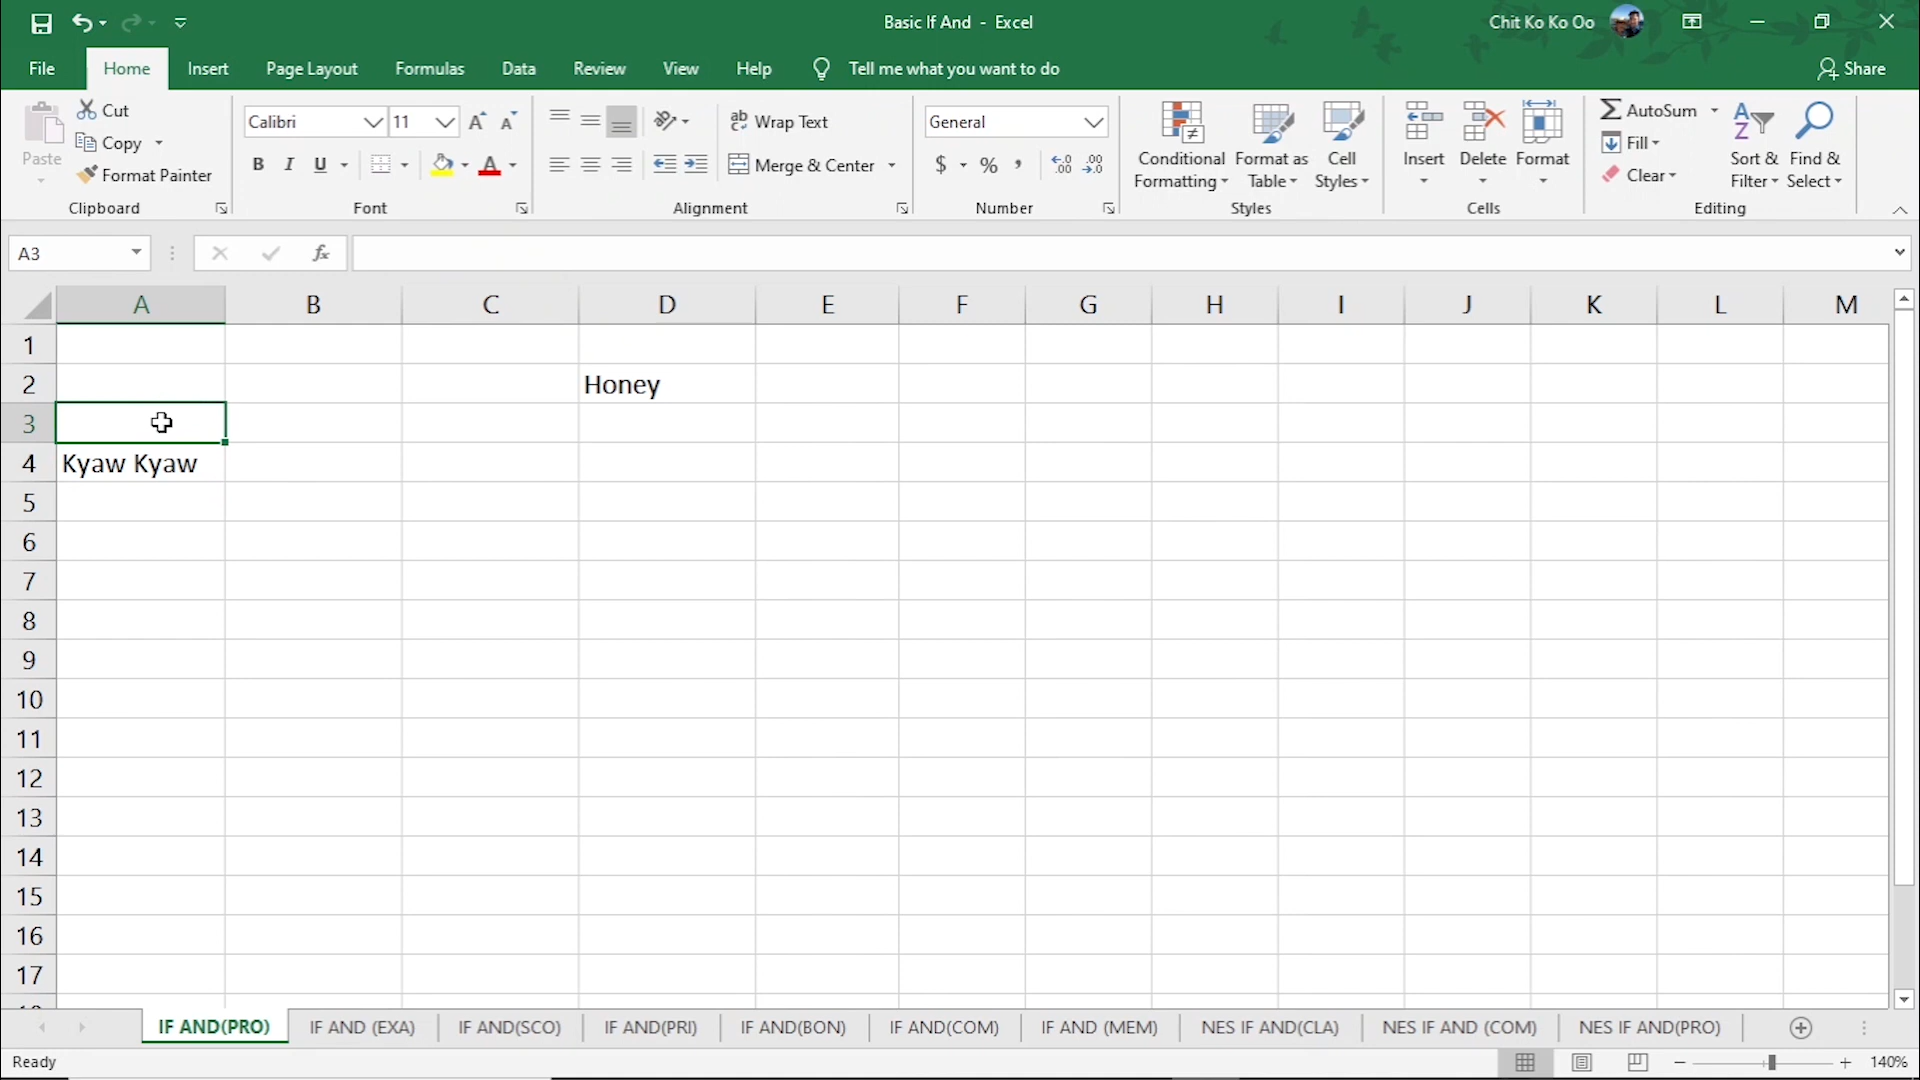 Basic If And - Excel
Chit Ko Ko Oo
File Home Insert Page Layout Formulas Data Review View Help Tell me what you want to do Share
Paste
Cut
Copy
Format Painter
Clipboard
Calibri 11
B I U A
Font
Wrap Text
Merge & Center
Alignment
General
$ % ,
Number
Conditional Formatting
Format as Table
Cell Styles
Styles
Insert Delete Format
Cells
AutoSum
Fill
Clear
Sort & Filter
Find & Select
Editing
A3 fx
A B C D E F G H I J K L M
1
2 Honey
3
4 Kyaw Kyaw
5
6
7
8
9
10
11
12
13
14
15
16
17
IF AND(PRO) IF AND (EXA) IF AND(SCO) IF AND(PRI) IF AND(BON) IF AND(COM) IF AND (MEM) NES IF AND(CLA) NES IF AND (COM) NES IF AND(PRO)
Ready 140%